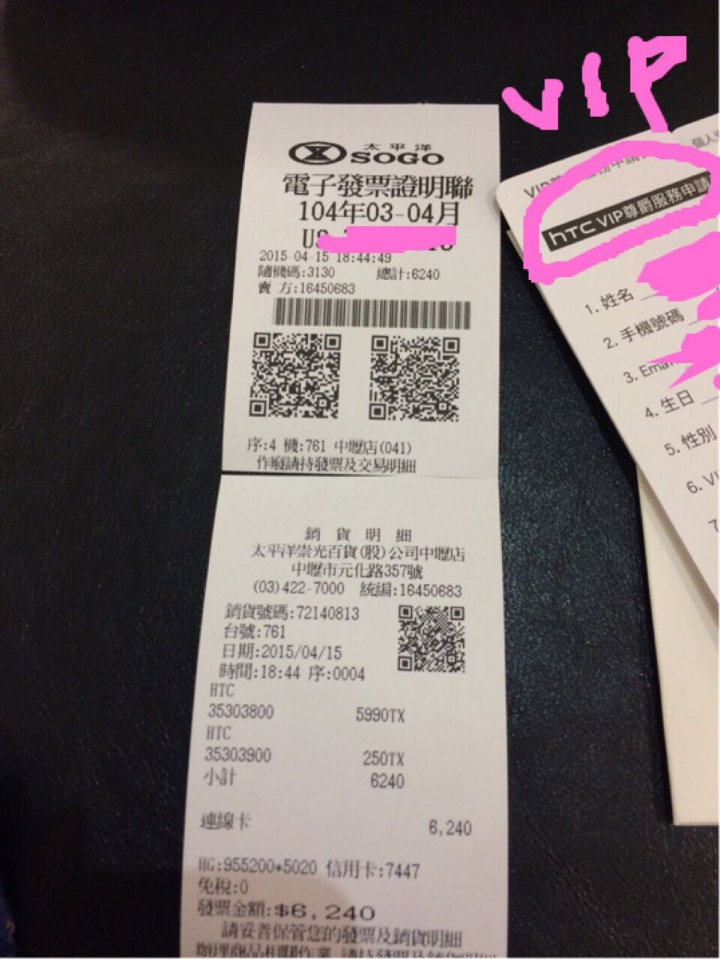 VIP
太平洋
SOGO
電子發票證明聯
104年03-04月
2015-04-15 18:44:49
隨機碼:3130 總計:6240
賣 方:16450683
序:4 機:761 中壢店(041)
作廢請持發票及交易明細
銷 貨 明 細
太平洋崇光百貨(股)公司中壢店
中壢市元化路357號
(03)422-7000 統編:16450683
銷貨號碼:72140813
台號:761
日期:2015/04/15
時間:18:44 序:0004
HTC
35303800 5990TX
HTC
35303900 250TX
小計 6240
連線卡 6,240
HG:955200*5020 信用卡:7447
免稅:0
發票金額:$6,240
請妥善保管您的發票及銷貨明細
hTC VIP尊爵服務申請
1. 姓名
2. 手機號碼
3. Email
4. 生日
5. 性別
6. VI
7